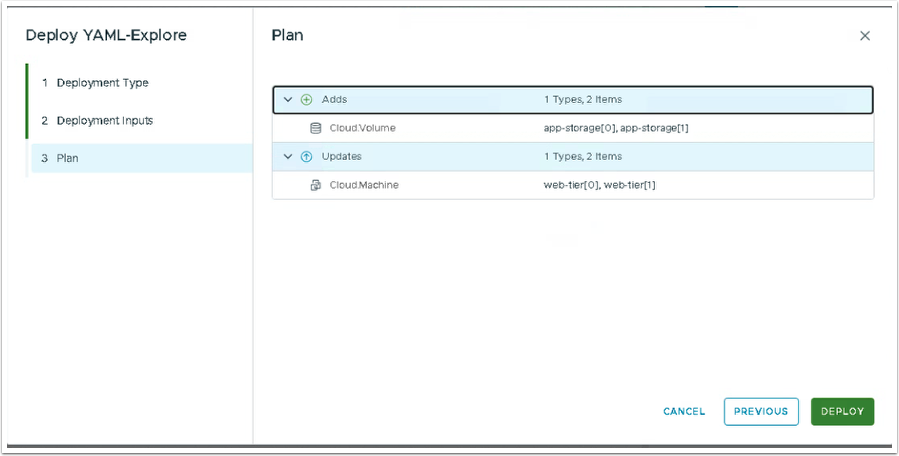 Deploy YAML-Explore
1 Deployment Type
2 Deployment Inputs
3 Plan
Plan
Adds 1 Types, 2 Items
Cloud.Volume app-storage[0], app-storage[1]
Updates 1 Types, 2 Items
Cloud.Machine web-tier[0], web-tier[1]
CANCEL PREVIOUS DEPLOY